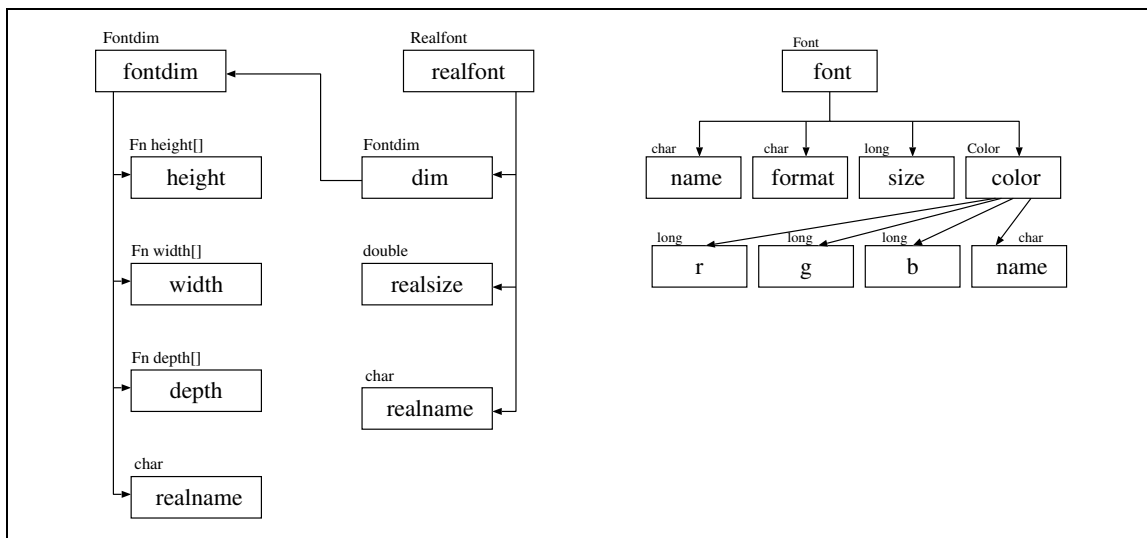 Fontdim
fontdim
Fn height[]
height
Fn width[]
width
Fn depth[]
depth
char
realname
Realfont
realfont
Fontdim
dim
double
realsize
char
realname
Font
font
char
name
char
format
long
size
Color
color
long
r
long
g
long
b
char
name